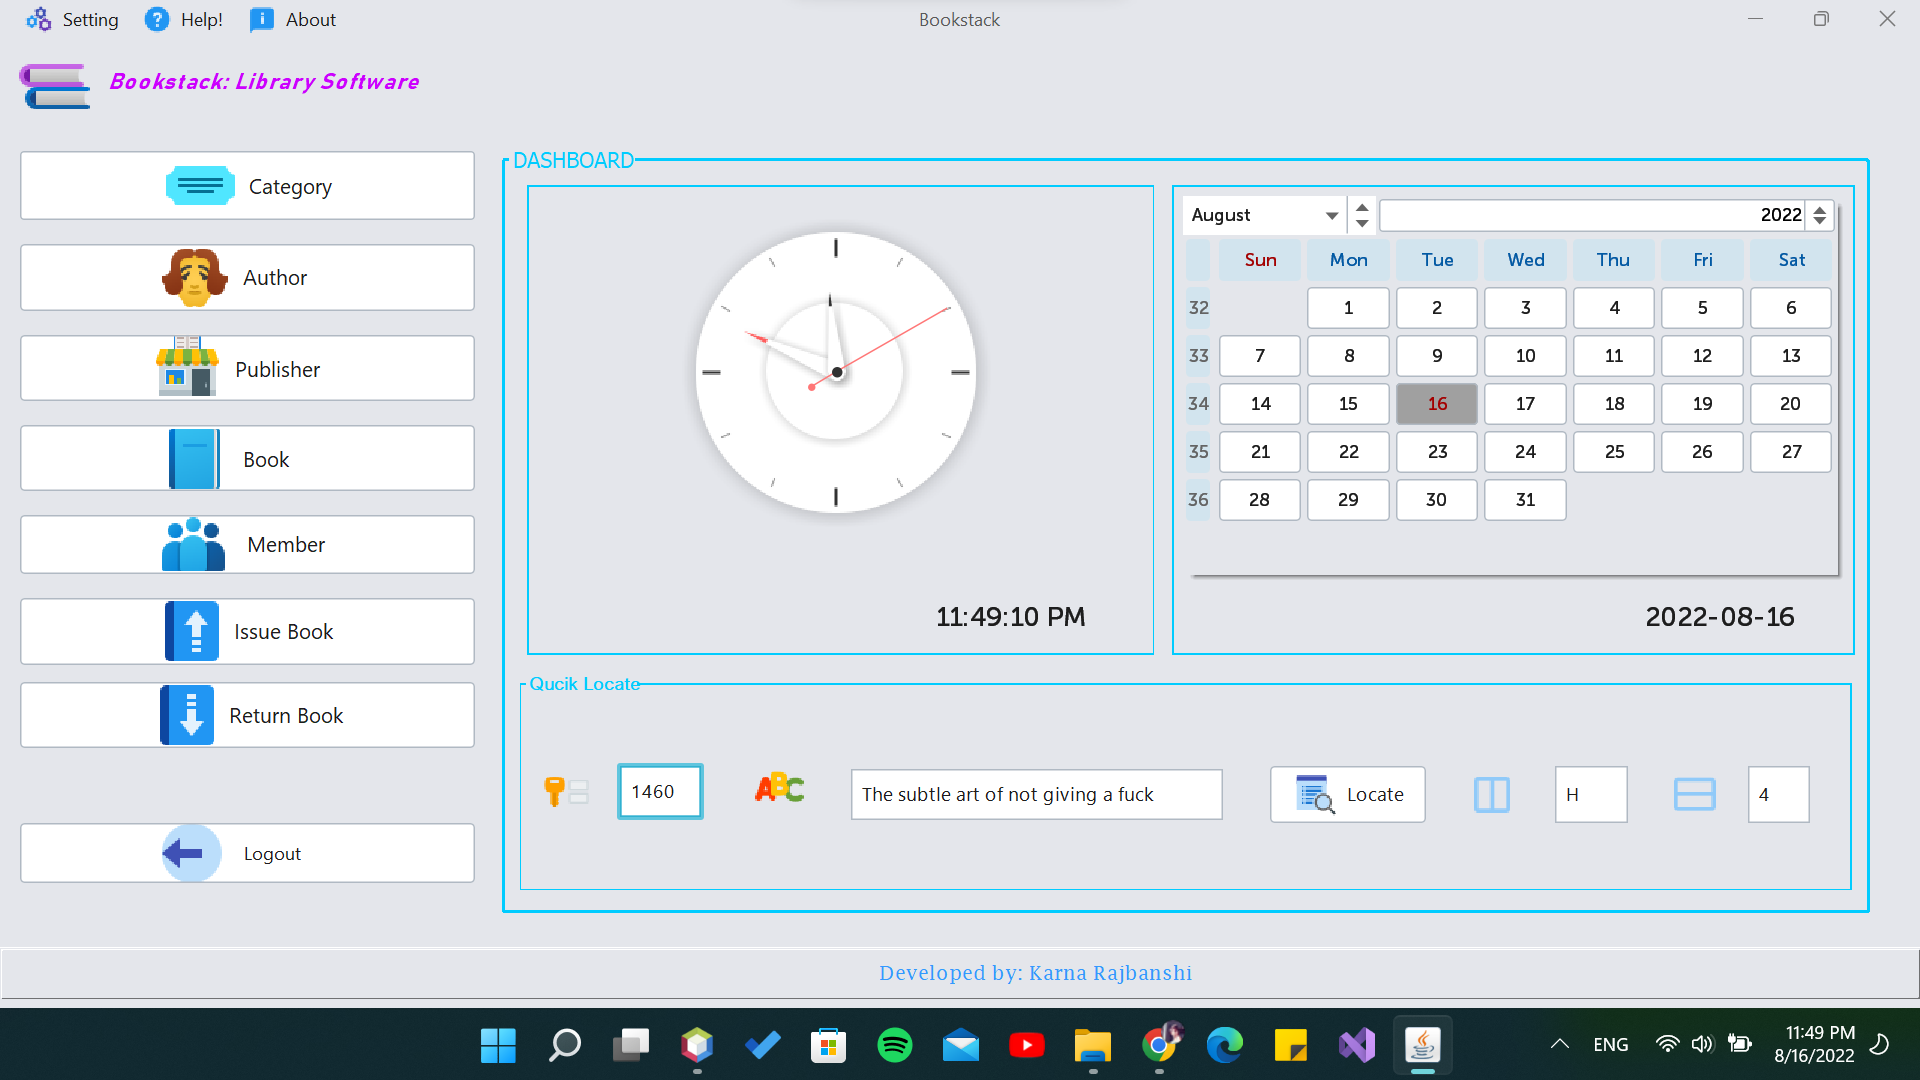 Setting Help! About
Bookstack
Bookstack: Library Software
Category
Author
Publisher
Book
Member
Issue Book
Return Book
Logout
DASHBOARD
11:49:10 PM
August 2022
Sun Mon Tue Wed Thu Fri Sat
32 1 2 3 4 5 6
33 7 8 9 10 11 12 13
34 14 15 16 17 18 19 20
35 21 22 23 24 25 26 27
36 28 29 30 31
2022-08-16
Qucik Locate
1460
ABC
The subtle art of not giving a fuck
Locate
H
4
Developed by: Karna Rajbanshi
ENG
11:49 PM
8/16/2022